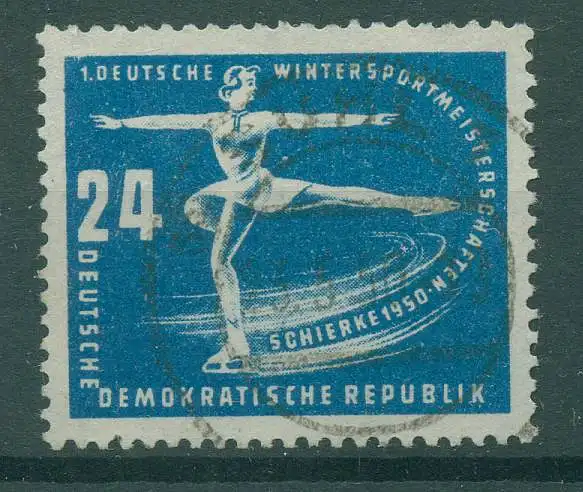 1. DEUTSCHE WINTERSPORTMEISTERSCHAFTEN
SCHIERKE 1950
24
DEUTSCHE
DEMOKRATISCHE REPUBLIK